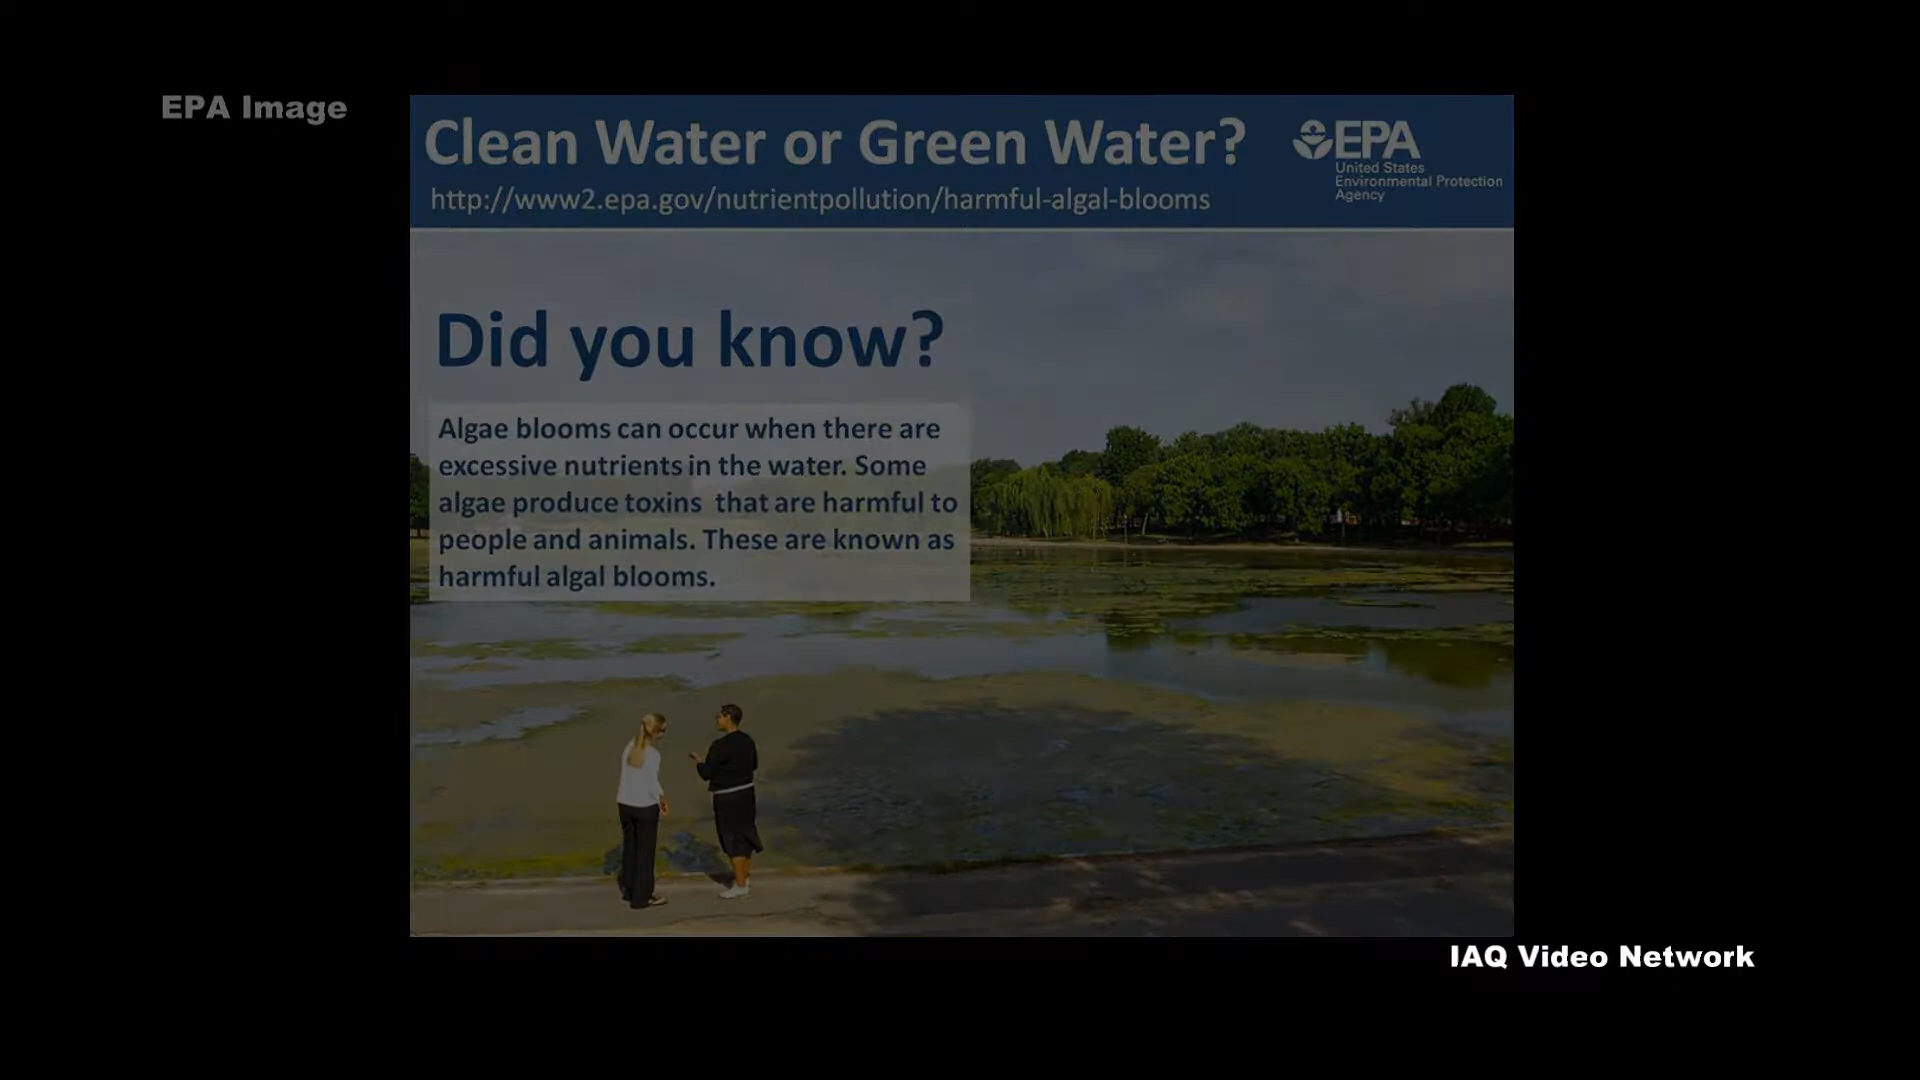 EPA Image
Clean Water or Green Water?
http://www2.epa.gov/nutrientpollution/harmful-algal-blooms
EPA
United States
Environmental Protection
Agency
Did you know?
Algae blooms can occur when there are
excessive nutrients in the water. Some
algae produce toxins that are harmful to
people and animals. These are known as
harmful algal blooms.
IAQ Video Network